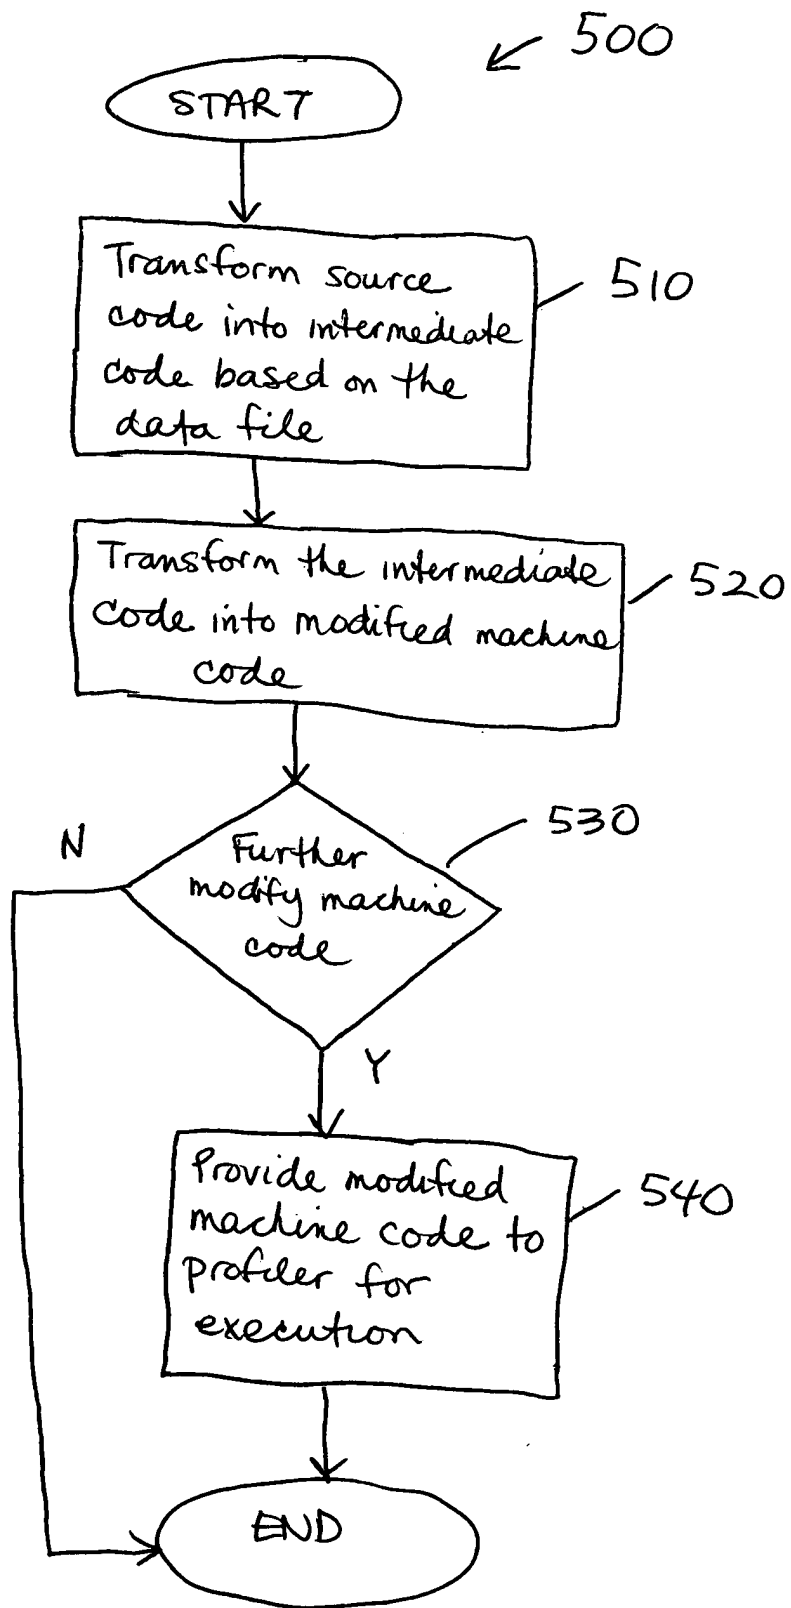 500
START
Transform source
code into intermediate
code based on the
data file
510
Transform the intermediate
code into modified machine
code
520
Further
modify machine
code
530
N
Y
Provide modified
machine code to
profiler for
execution
540
END